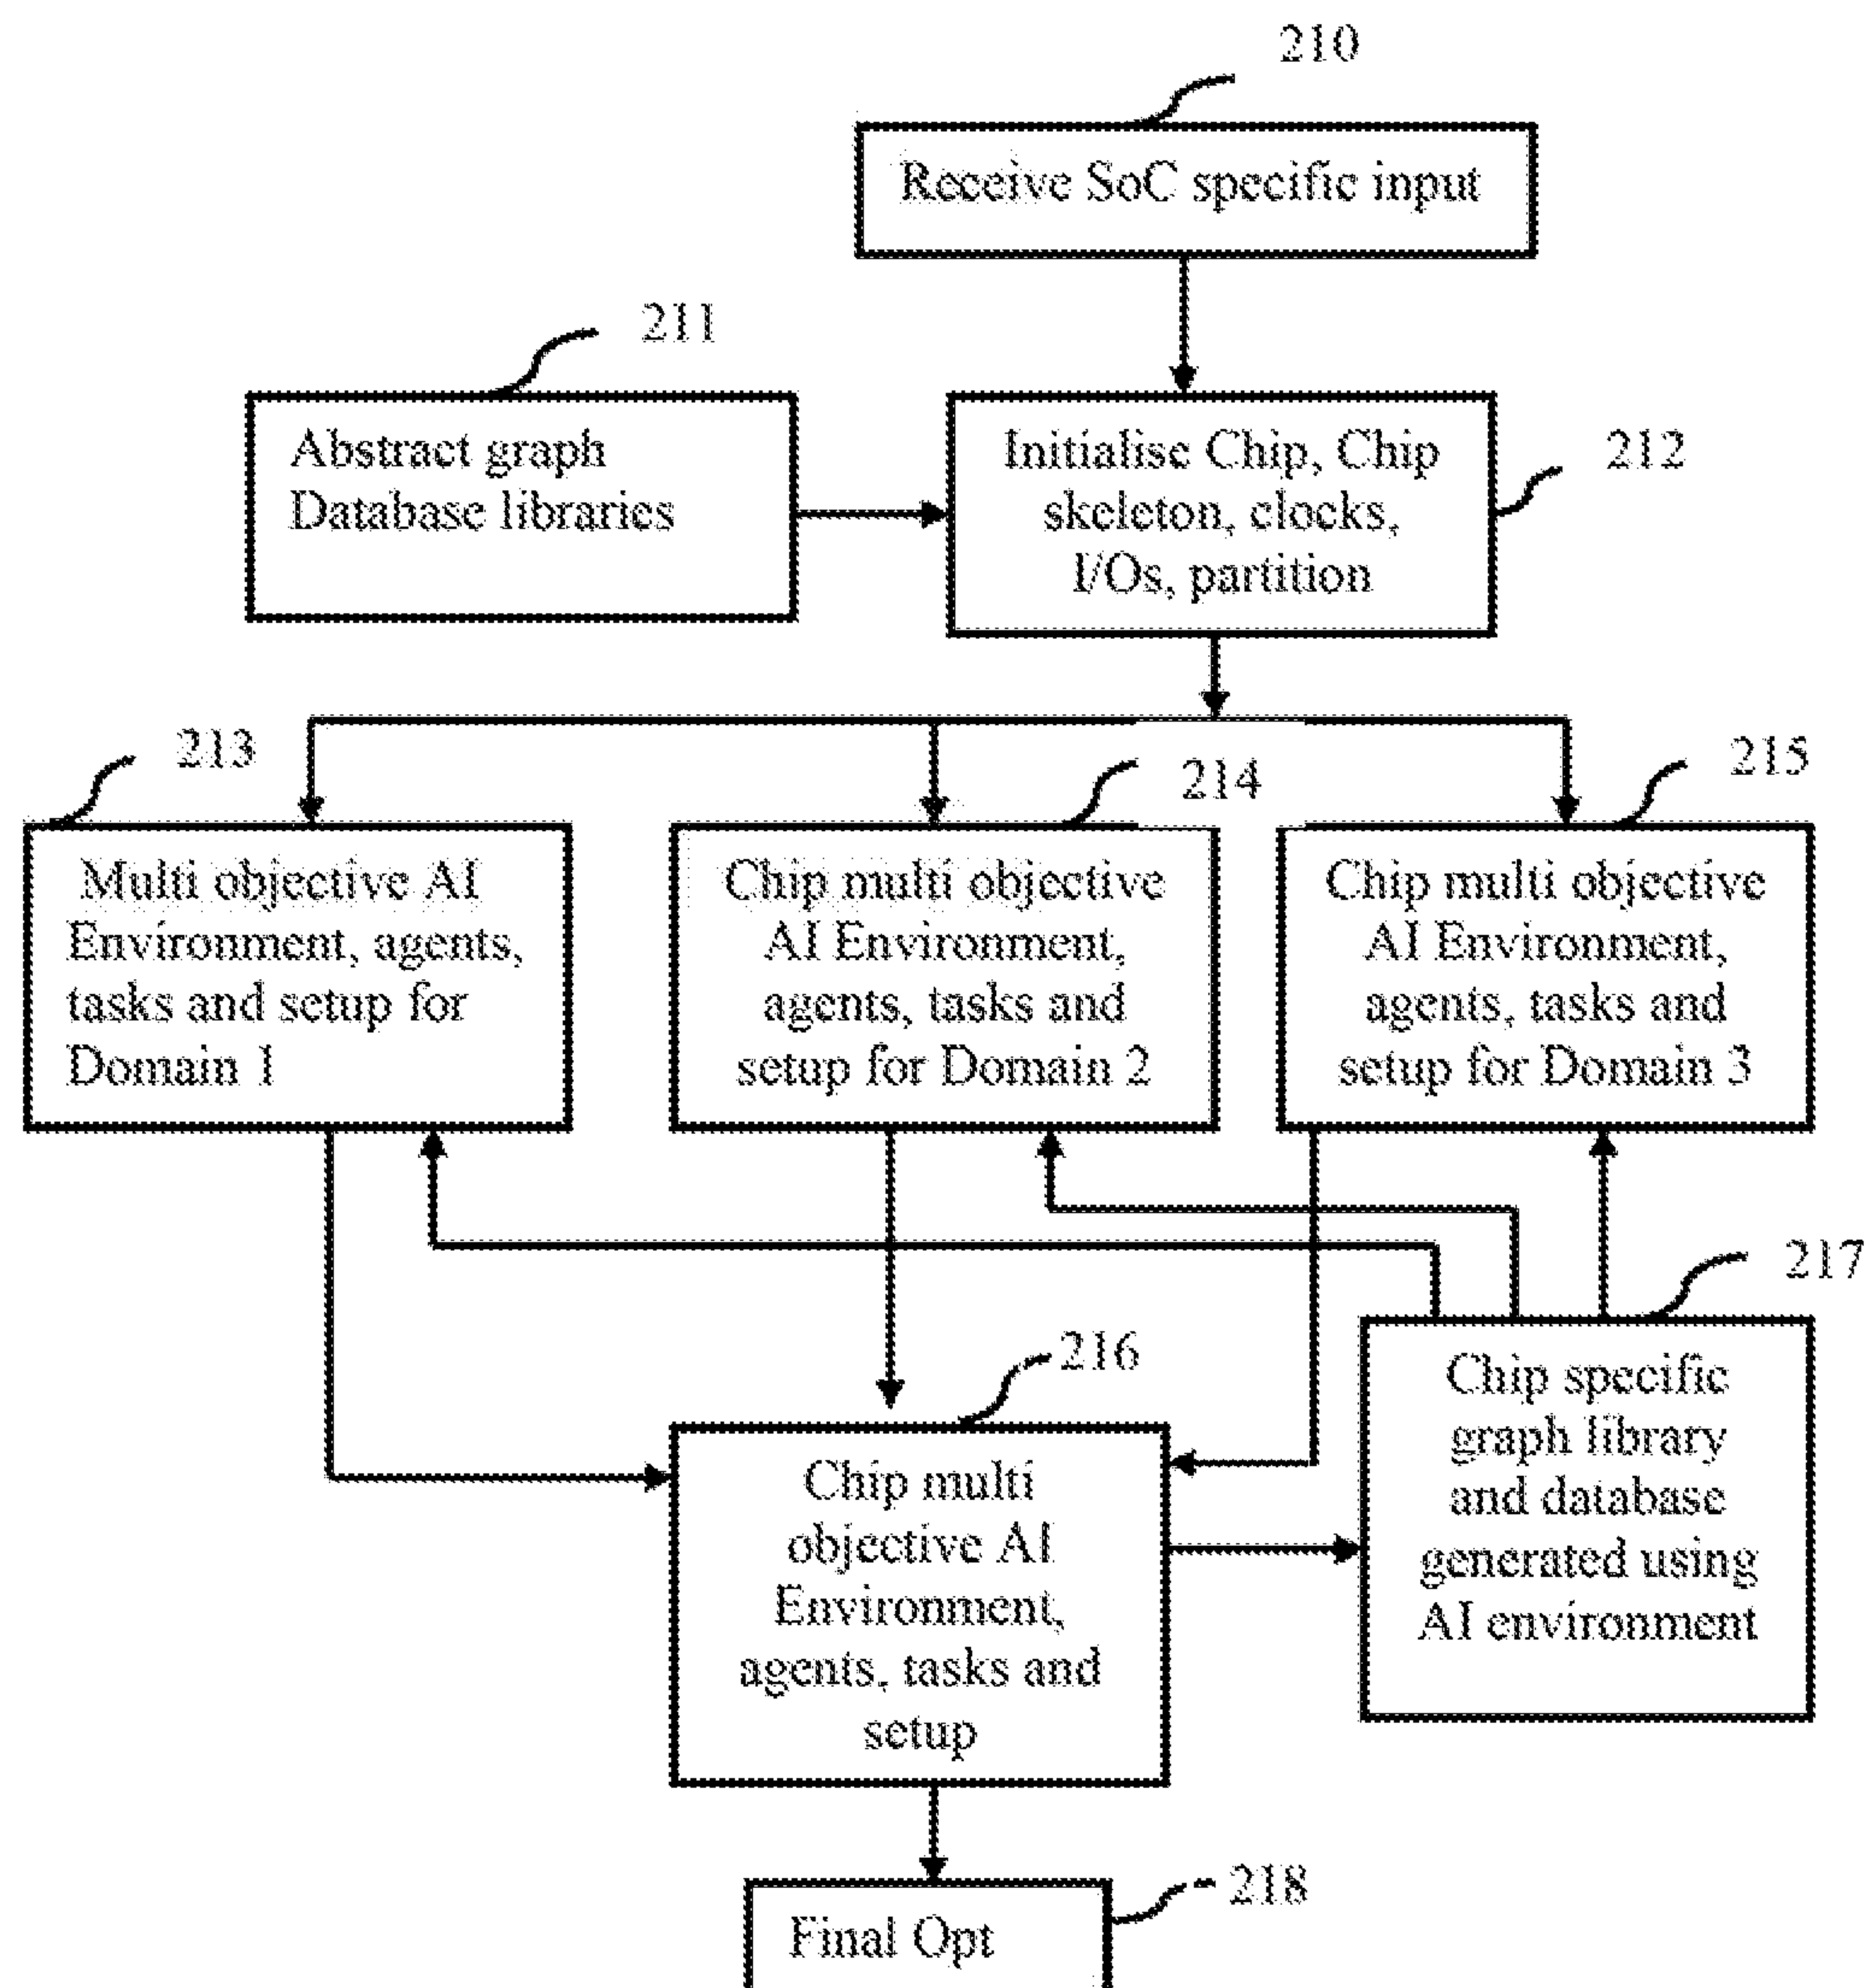 210
Receive SoC specific input
211
Abstract graph
Database libraries
Initialise Chip, Chip
skeleton, clocks,
I/Os, partition
212
213
Multi objective AI
Environment, agents,
tasks and setup for
Domain 1
214
Chip multi objective
AI Environment,
agents, tasks and
setup for Domain 2
215
Chip multi objective
AI Environment,
agents, tasks and
setup for Domain 3
216
Chip multi
objective AI
Environment,
agents, tasks and
setup
217
Chip specific
graph library
and database
generated using
AI environment
218
Final Opt